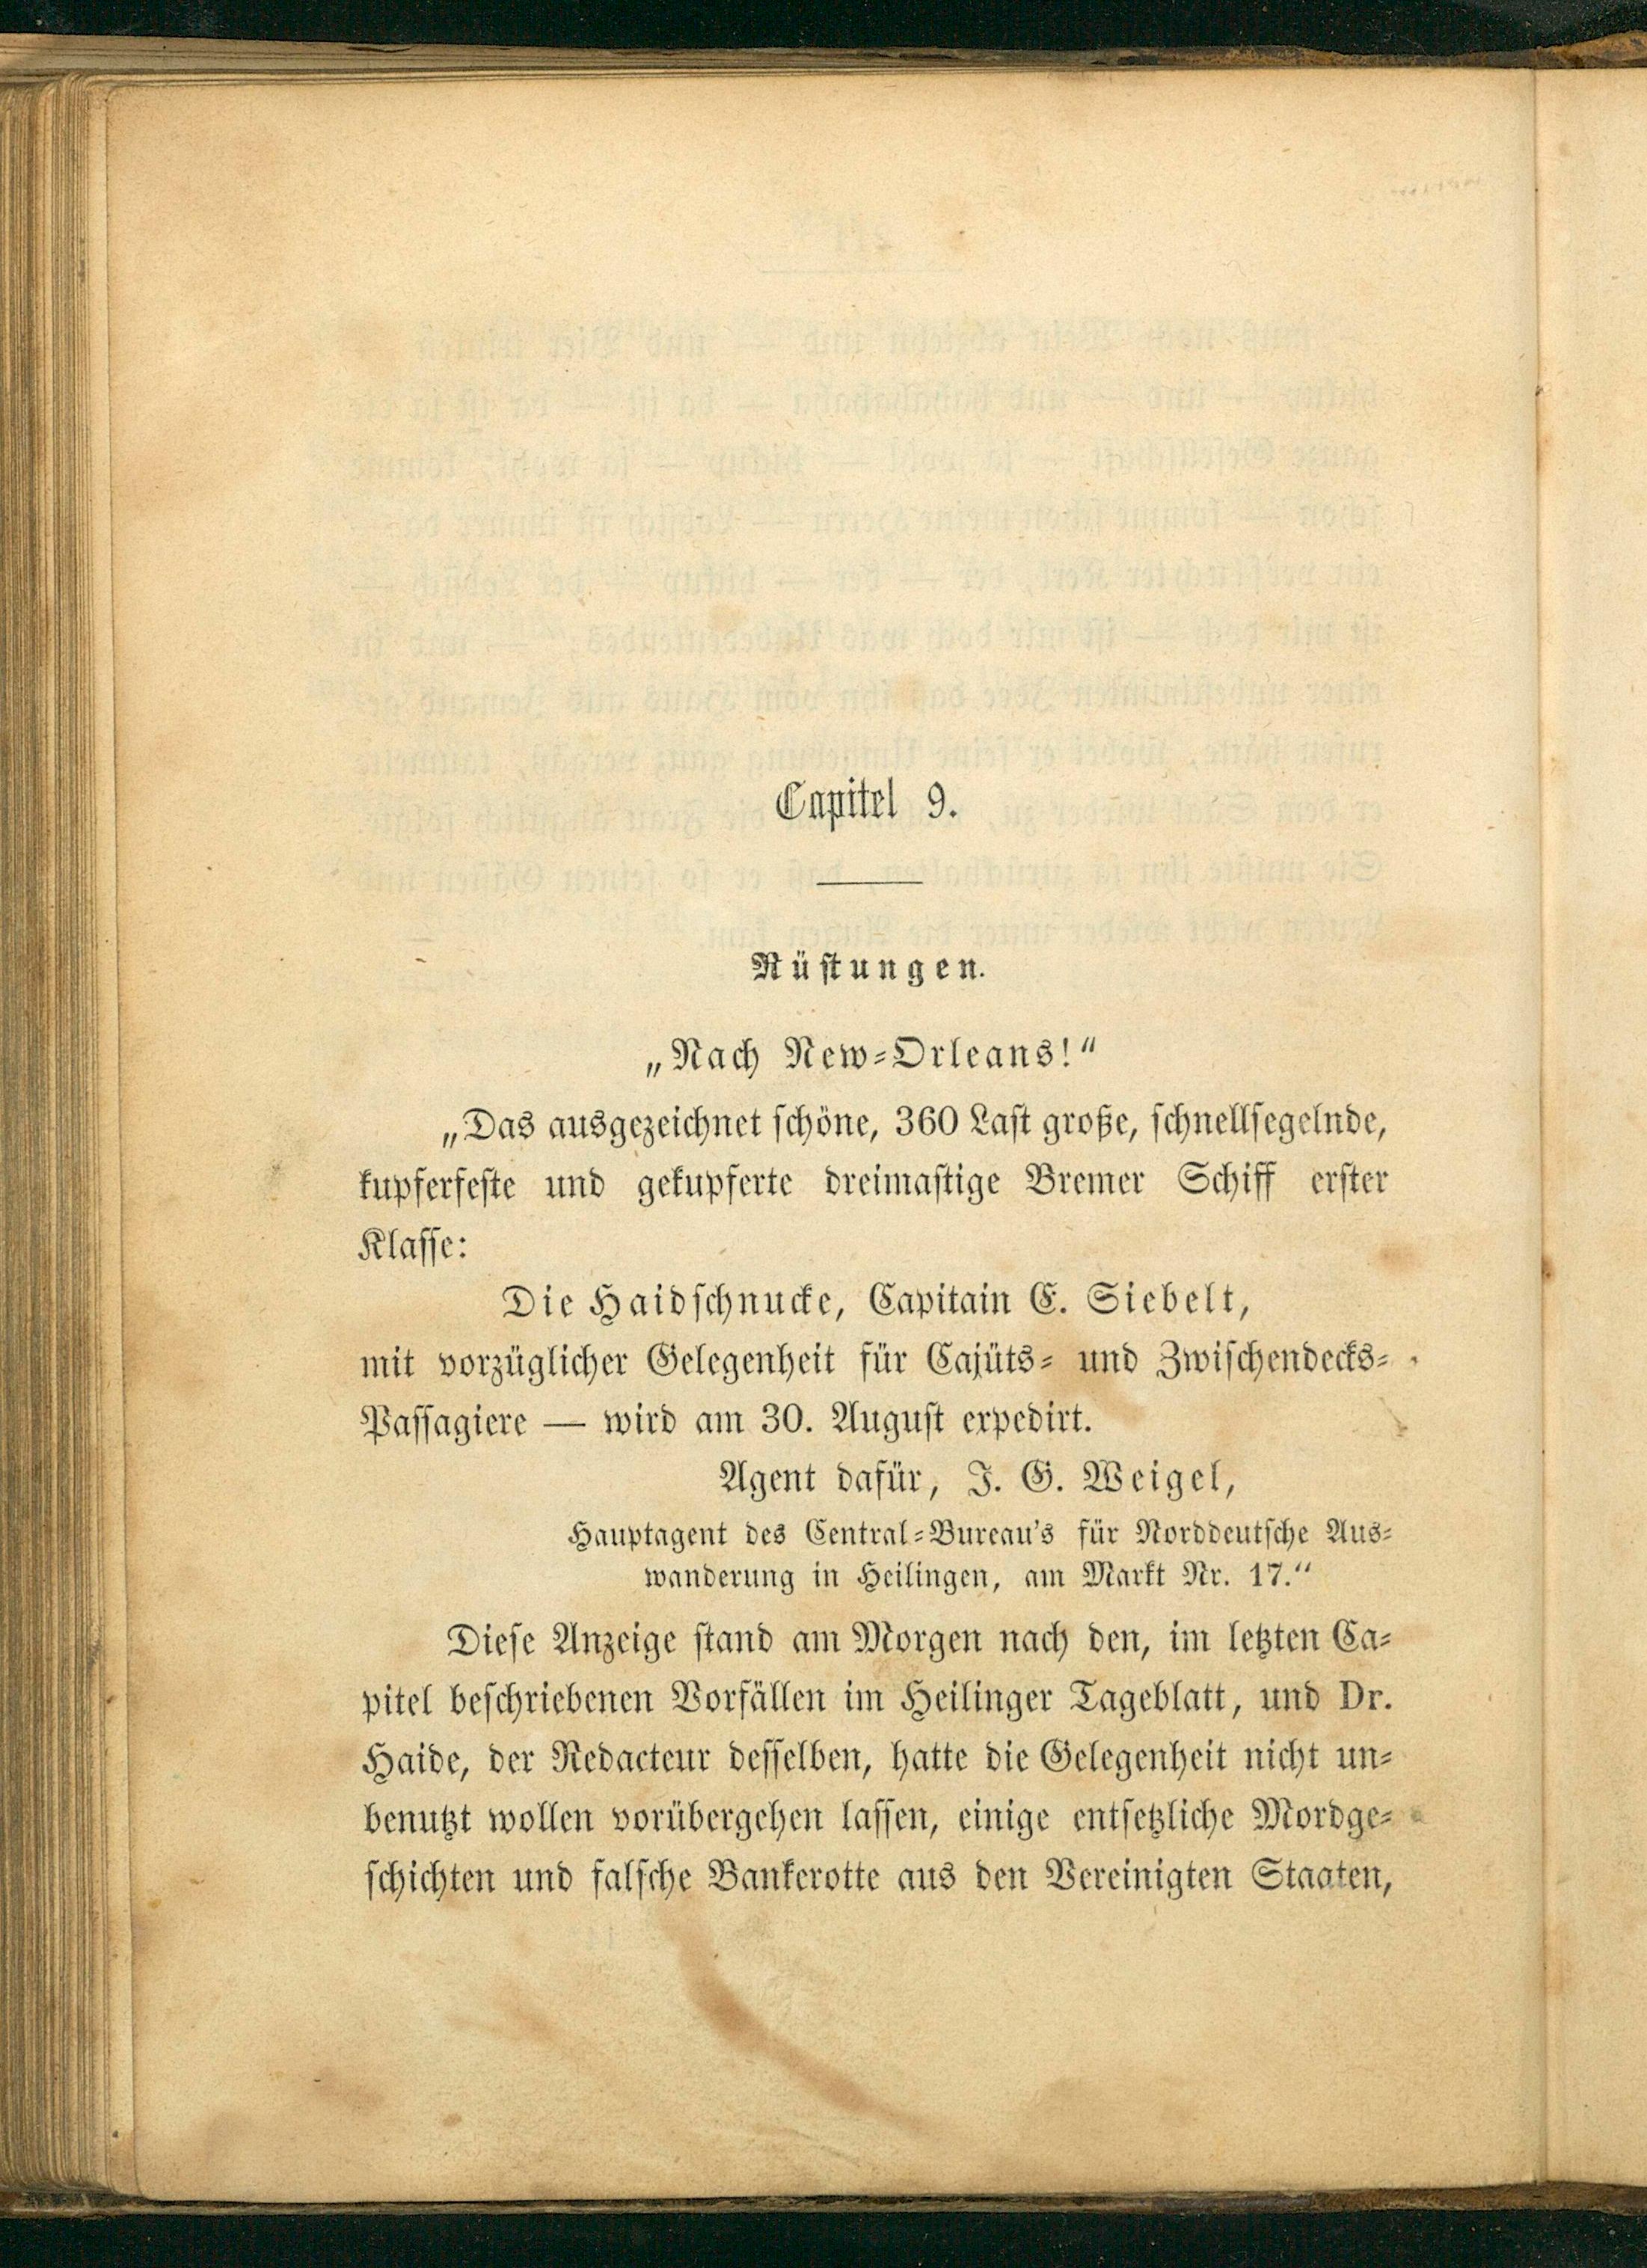 Capitel 9.
Rüstungen.
„Nach New-Orleans!“
„Das ausgezeichnet schöne, 360 Last große, schnellsegelnde,
kupferfeste und gekupferte dreimastige Bremer Schiff erster
Klasse:
Die Haidschnucke, Capitain E. Siebelt,
mit vorzüglicher Gelegenheit für Cajüts- und Zwischendecks-
Passagiere — wird am 30. August expedirt.
Agent dafür, J. G. Weigel,
Hauptagent des Central-Bureau's für Norddeutsche Aus-
wanderung in Heilingen, am Markt Nr. 17.“
Diese Anzeige stand am Morgen nach den, im letzten Ca-
pitel beschriebenen Vorfällen im Heilinger Tageblatt, und Dr.
Haide, der Redacteur desselben, hatte die Gelegenheit nicht un-
benutzt wollen vorübergehen lassen, einige entsetzliche Mordge-
schichten und falsche Bankerotte aus den Vereinigten Staaten,